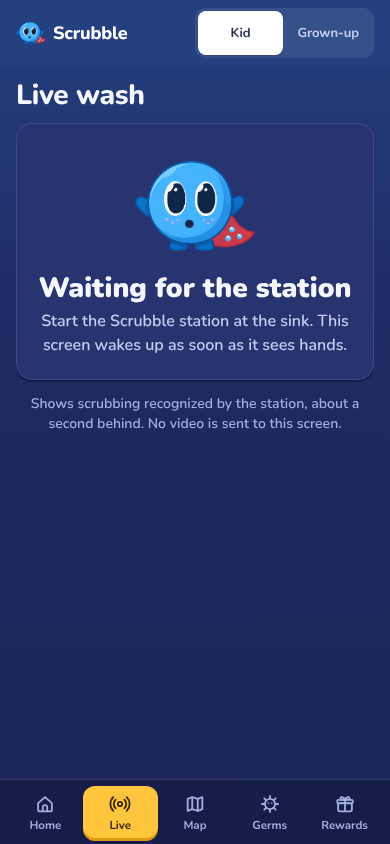 Scrubble
Kid
Grown-up
Live wash
Waiting for the station
Start the Scrubble station at the sink. This
screen wakes up as soon as it sees hands.
Shows scrubbing recognized by the station, about a
second behind. No video is sent to this screen.
Home
Live
Map
Germs
Rewards